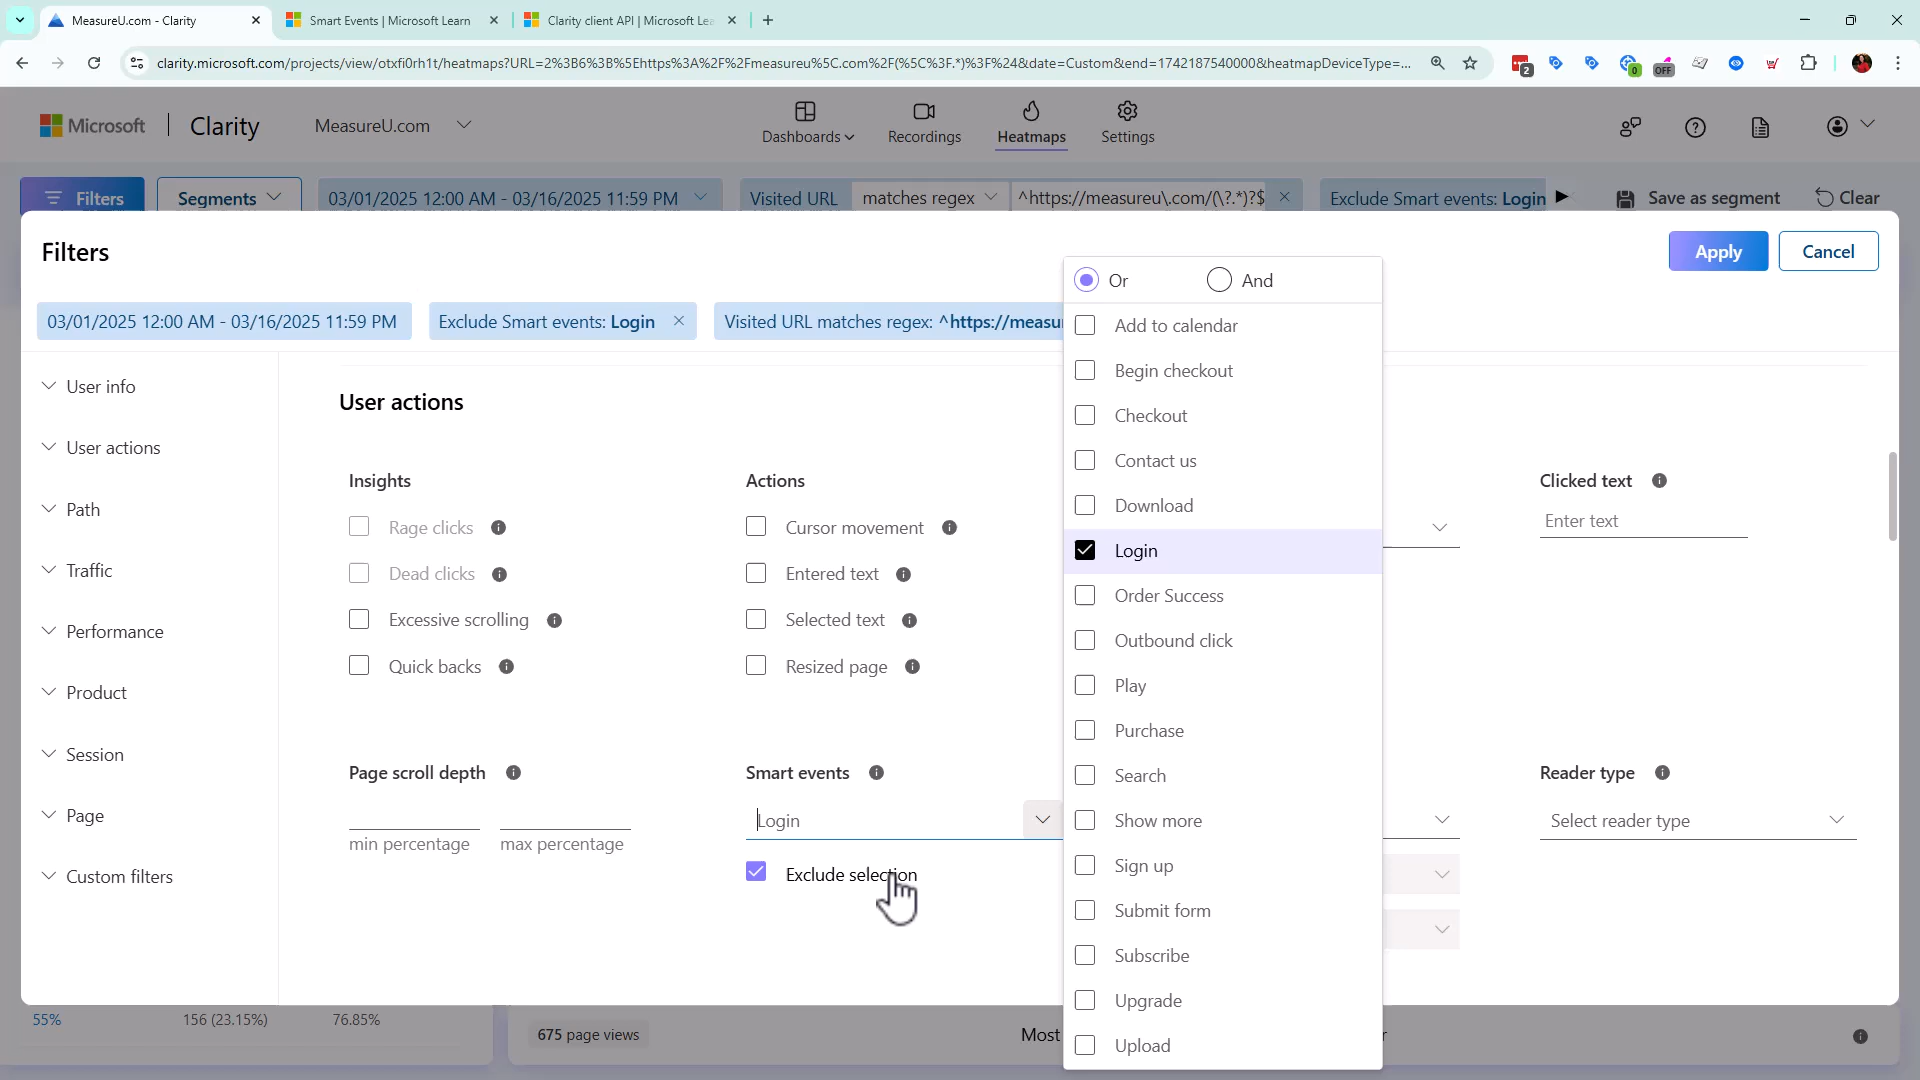 MeasureU.com - Clarity
Smart Events | Microsoft Learn
Clarity client API | Microsoft Lea
clarity.microsoft.com/projects/view/otxfi0rh1t/heatmaps?URL=2%3B6%3B%5Ehttps%3A%2F%2Fmeasureu%5C.com%2F(%5C%3F.*)%3F%24&date=Custom&end=1742187540000&heatmapDeviceType=...
2
0
OFF
Microsoft
Clarity
MeasureU.com
Dashboards
Recordings
Heatmaps
Settings
Filters
Segments
03/01/2025 12:00 AM - 03/16/2025 11:59 PM
Visited URL
matches regex
^https://measureu\.com/(\?.*)?$
Exclude Smart events: Login
Save as segment
Clear
Filters
Apply
Cancel
03/01/2025 12:00 AM - 03/16/2025 11:59 PM
Exclude Smart events: Login
Visited URL matches regex: ^https://measu
User info
User actions
Path
Traffic
Performance
Product
Session
Page
Custom filters
User actions
Insights
Rage clicks
Dead clicks
Excessive scrolling
Quick backs
Actions
Cursor movement
Entered text
Selected text
Resized page
Clicked text
Enter text
Page scroll depth
min percentage
max percentage
Smart events
Login
Exclude selection
Or
And
Add to calendar
Begin checkout
Checkout
Contact us
Download
Login
Order Success
Outbound click
Play
Purchase
Search
Show more
Sign up
Submit form
Subscribe
Upgrade
Upload
Reader type
Select reader type
55%
156 (23.15%)
76.85%
675 page views
Most
r